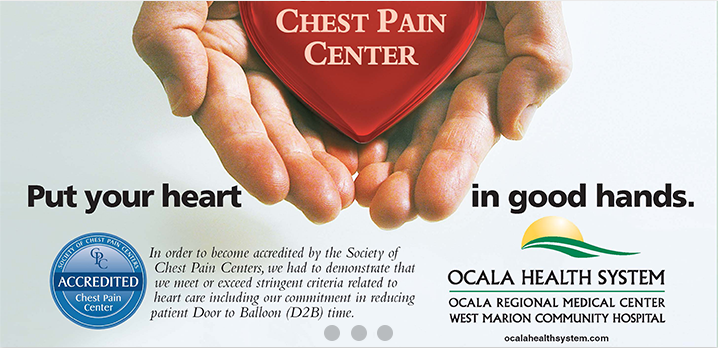 CHEST PAIN
CENTER
Put your heart
in good hands.
SOCIETY OF CHEST PAIN CENTERS
CPC
ACCREDITED
Chest Pain
Center
In order to become accredited by the Society of
Chest Pain Centers, we had to demonstrate that
we meet or exceed stringent criteria related to
heart care including our commitment in reducing
patient Door to Balloon (D2B) time.
OCALA HEALTH SYSTEM
OCALA REGIONAL MEDICAL CENTER
WEST MARION COMMUNITY HOSPITAL
ocalahealthsystem.com